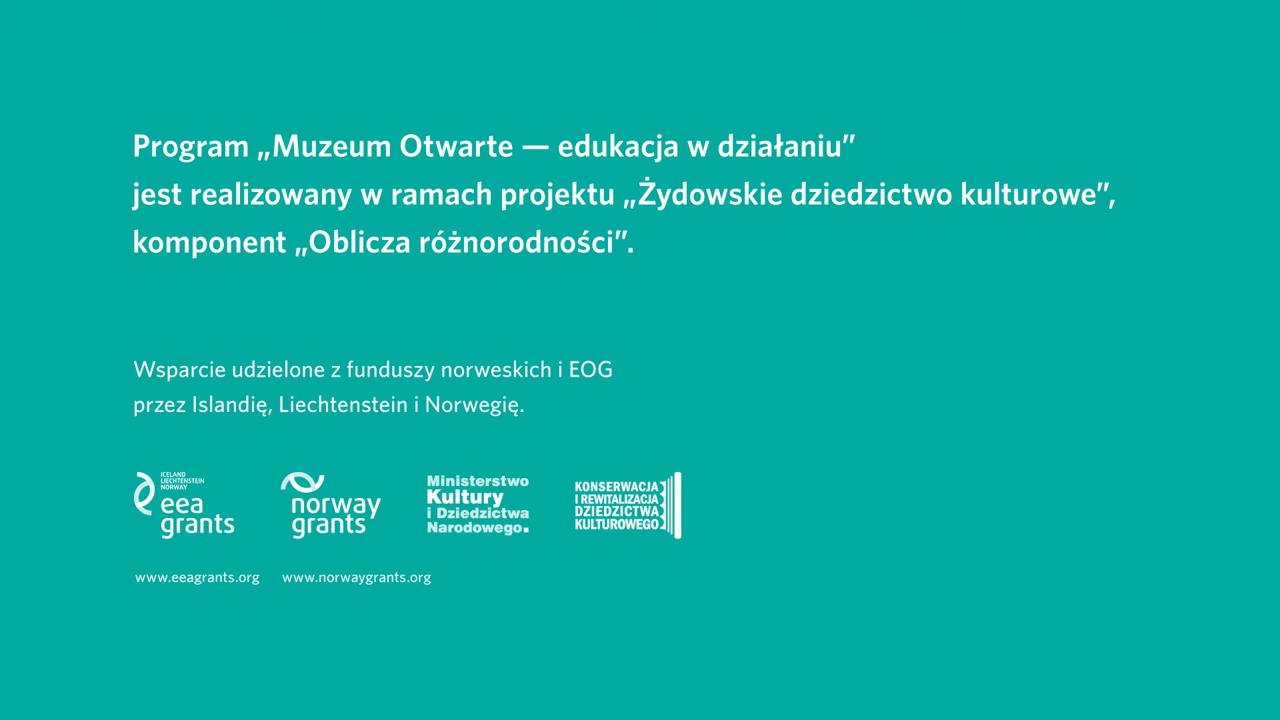 Program „Muzeum Otwarte — edukacja w działaniu”
jest realizowany w ramach projektu „Żydowskie dziedzictwo kulturowe”,
komponent „Oblicza różnorodności”.
Wsparcie udzielone z funduszy norweskich i EOG
przez Islandię, Liechtenstein i Norwegię.
ICELAND
LIECHTENSTEIN
NORWAY
eea
grants
norway
grants
Ministerstwo
Kultury
i Dziedzictwa
Narodowego.
KONSERWACJA
I REWITALIZACJA
DZIEDZICTWA
KULTUROWEGO
www.eeagrants.org
www.norwaygrants.org